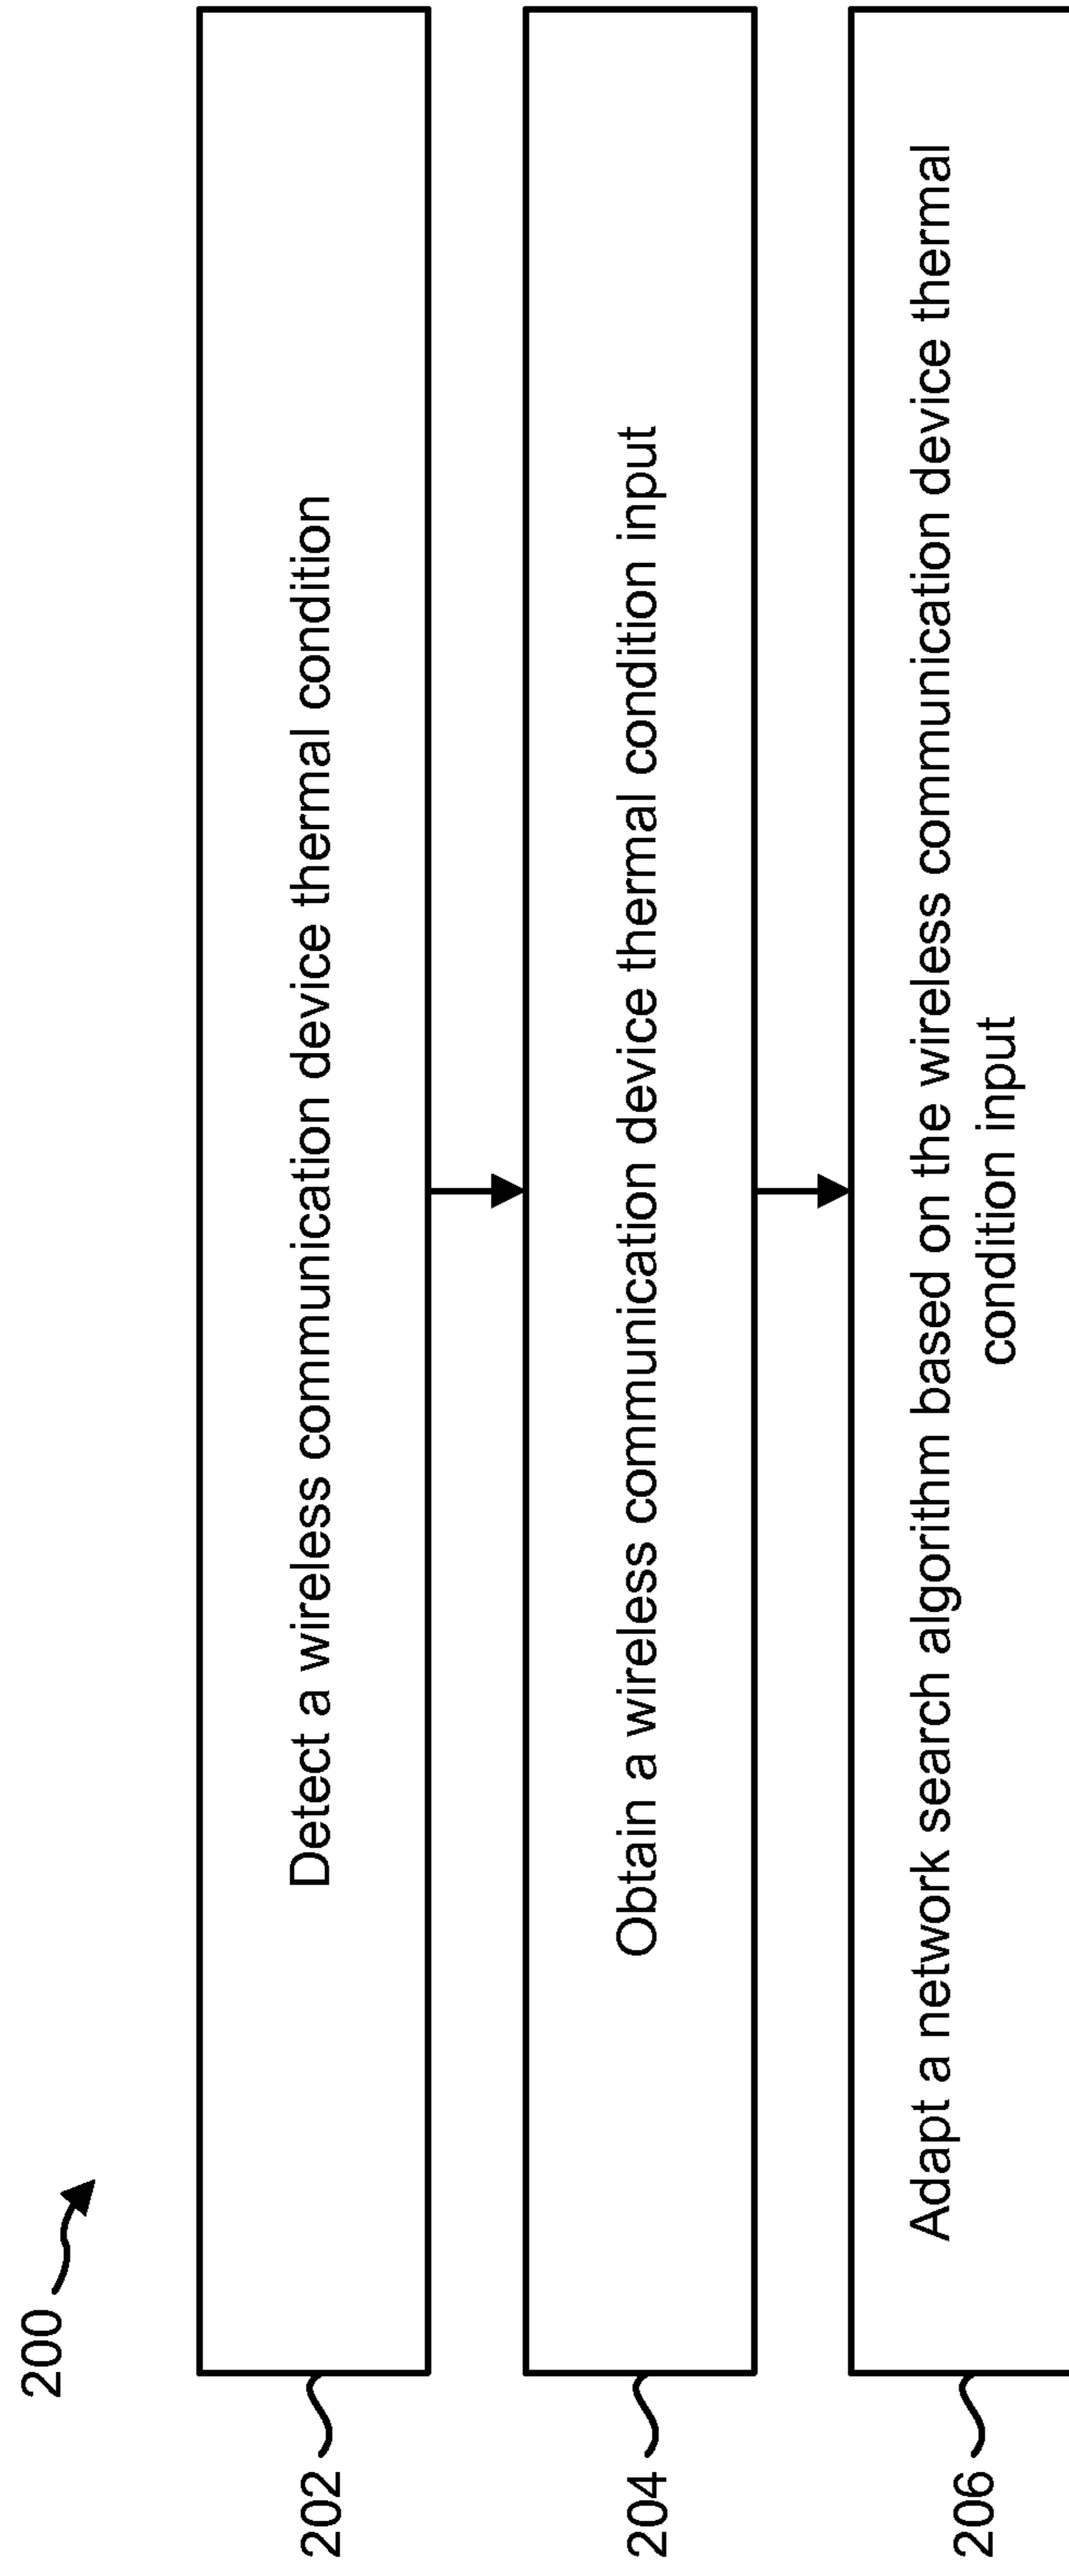 200
202
Detect a wireless communication device thermal condition
204
Obtain a wireless communication device thermal condition input
206
Adapt a network search algorithm based on the wireless communication device thermal
condition input